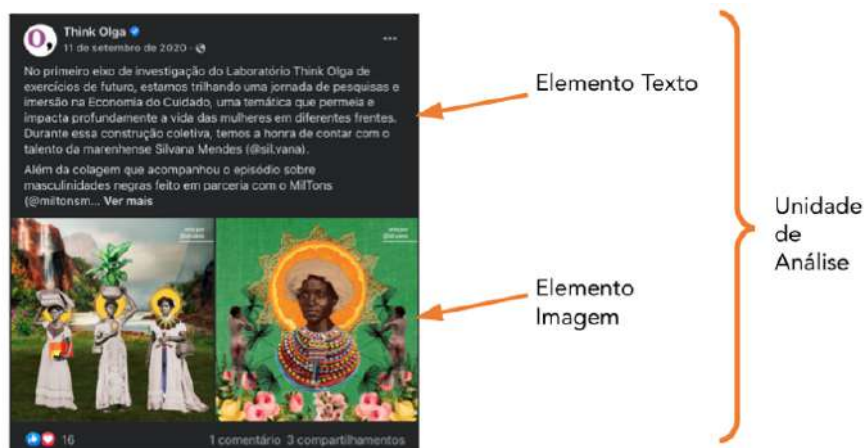 Think Olga
11 de setembro de 2020 ·
No primeiro eixo de investigação do Laboratório Think Olga de
exercícios de futuro, estamos trilhando uma jornada de pesquisas e
imersão na Economia do Cuidado, uma temática que permeia e
impacta profundamente a vida das mulheres em diferentes frentes.
Durante essa construção coletiva, temos a honra de contar com o
talento da marenhense Silvana Mendes (@sil.vana).
Além da colagem que acompanhou o episódio sobre
masculinidades negras feito em parceria com o MilTons
(@miltonsm... Ver mais
16
1 comentário 3 compartilhamentos
Elemento Texto
Elemento
Imagem
Unidade
de
Análise